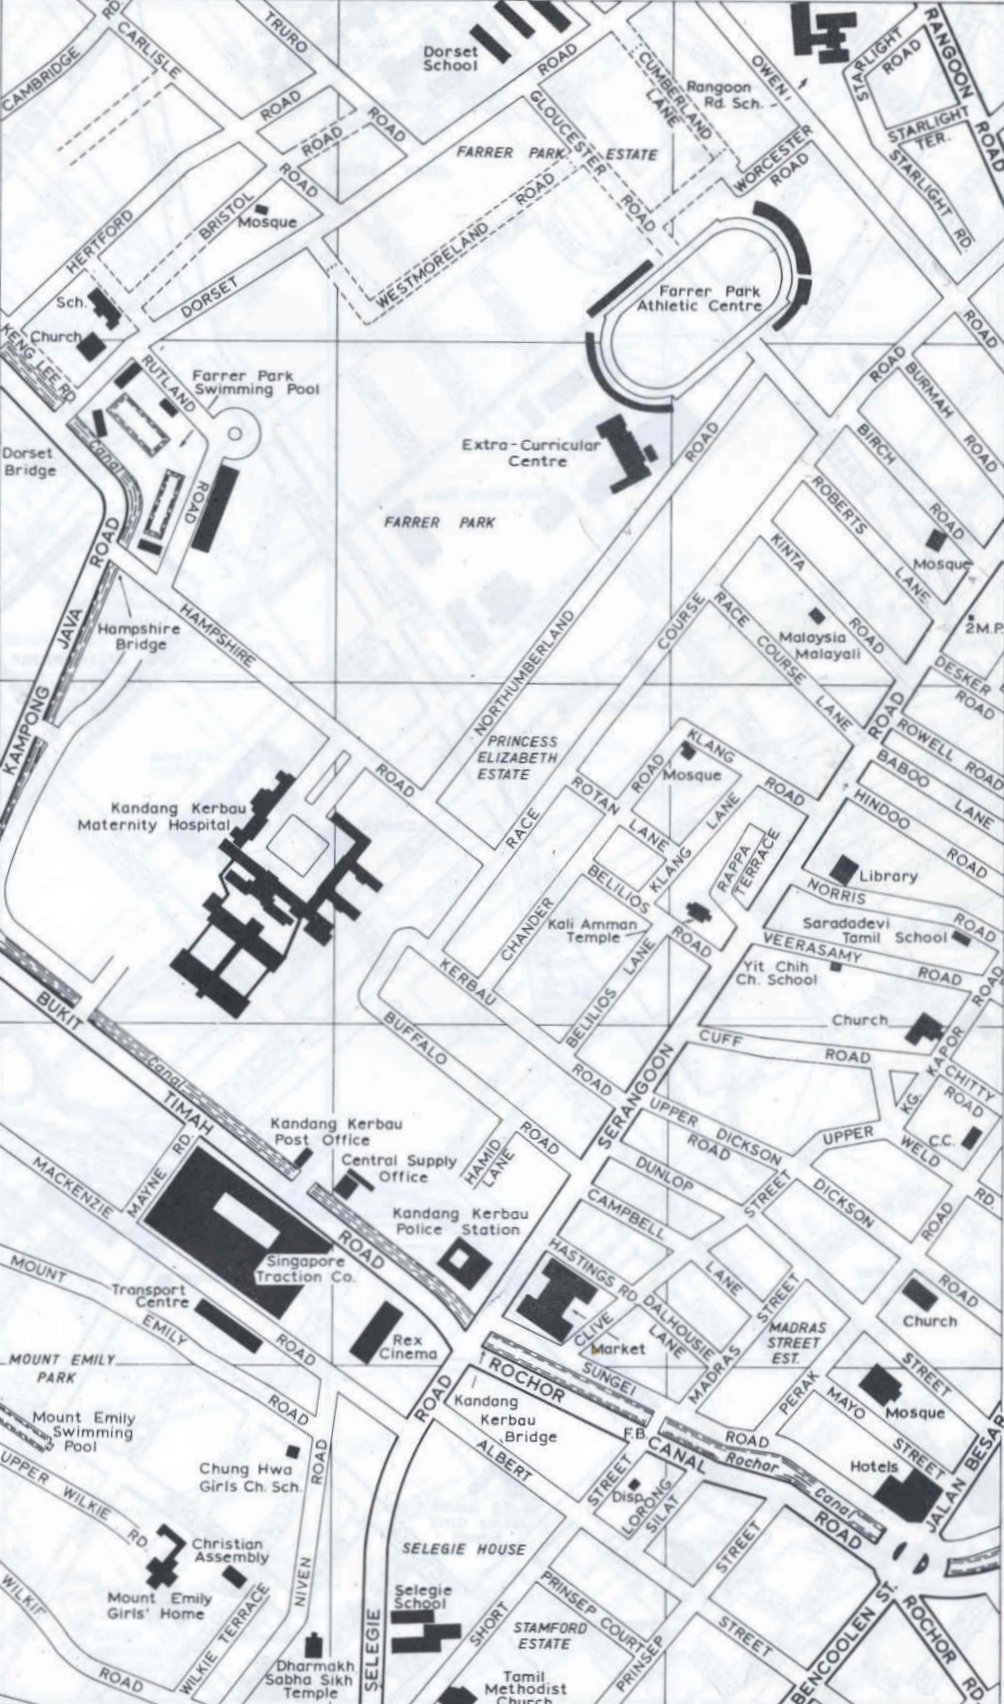 CAMBRIDGE
RD.
CARLISLE
ROAD
TRURO
ROAD
Dorset
School
ROAD
CUMBERLAND
LANE
OWEN
Rangoon
Rd. Sch.
STARLIGHT
ROAD
RANGOON
ROAD
STARLIGHT
TER.
STARLIGHT
RD.
ROAD
ROAD
GLOUCESTER
ROAD
FARRER PARK ESTATE
WORCESTER
ROAD
HERTFORD
BRISTOL
Mosque
WESTMORELAND
ROAD
DORSET
Sch.
Church
KENG LEE RD
RUTLAND
ROAD
Farrer Park
Swimming Pool
Farrer Park
Athletic Centre
ROAD
ROAD
BURMAH
ROAD
Canal
Dorset
Bridge
Extra-Curricular
Centre
ROAD
BIRCH
ROAD
FARRER PARK
ROBERTS
LANE
Mosque
KINTA
ROAD
KAMPONG
JAVA
ROAD
Hampshire
Bridge
HAMPSHIRE
ROAD
NORTHUMBERLAND
RACE
COURSE
RACE COURSE LANE
Malaysia
Malayali
2M.P.
DESKER
ROAD
ROAD
ROWELL ROAD
BABOO
LANE
HINDOO
ROAD
PRINCESS
ELIZABETH
ESTATE
KLANG
ROAD
Mosque
ROAD
ROTAN
LANE
KLANG
LANE
Kandang Kerbau
Maternity Hospital
RAPPA
TERRACE
Library
NORRIS
ROAD
BELILIOS
ROAD
CHANDER
Kali Amman
Temple
Saradadevi
Tamil School
VEERASAMY
ROAD
Yit Chih
Ch. School
KERBAU
ROAD
BELILIOS
LANE
BUKIT
TIMAH
ROAD
Canal
BUFFALO
ROAD
CUFF
ROAD
Church
KG.
KAPOR
ROAD
CHITTY
ROAD
SERANGOON
UPPER DICKSON
ROAD
UPPER
WELD
ROAD
RD.
C.C.
Kandang Kerbau
Post Office
Central Supply
Office
HAMID
LANE
MACKENZIE
ROAD
MAYNE RD.
DUNLOP
STREET
DICKSON
ROAD
Kandang Kerbau
Police Station
CAMPBELL
LANE
HASTINGS RD
MOUNT
EMILY
ROAD
Singapore
Traction Co.
Transport
Centre
DALHOUSIE
LANE
CLIVE
STREET
Market
MADRAS
STREET
EST.
Church
Rex
Cinema
MOUNT EMILY
PARK
ROCHOR
CANAL
ROAD
SUNGEI
ROAD
MADRAS
PERAK
MAYO
STREET
STREET
Mosque
Kandang
Kerbau
Bridge
F.B.
Rochor
Canal
Hotels
JALAN BESAR
Mount Emily
Swimming
Pool
ROAD
ALBERT
STREET
Disp.
LORONG
SILAT
Chung Hwa
Girls Ch. Sch.
UPPER WILKIE RD.
Christian
Assembly
Mount Emily
Girls' Home
SELEGIE HOUSE
STREET
STREET
WILKIE
ROAD
WILKIE TERRACE
NIVEN
ROAD
SELEGIE
Selegie
School
SHORT
STAMFORD
ESTATE
PRINSEP COURT
PRINSEP
BENCOOLEN ST.
ROCHOR
RD.
Dharmakh
Sabha Sikh
Temple
Tamil
Methodist
Church